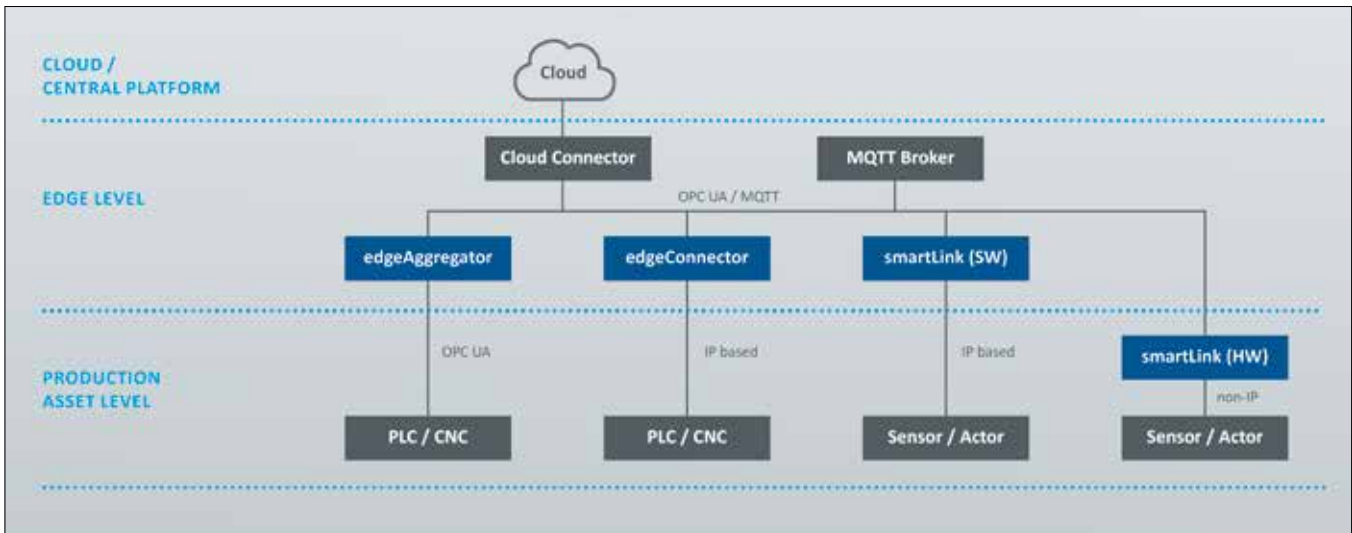 CLOUD /
CENTRAL PLATFORM
Cloud
Cloud Connector
MQTT Broker
EDGE LEVEL
OPC UA / MQTT
edgeAggregator
edgeConnector
smartLink (SW)
OPC UA
IP based
IP based
smartLink (HW)
PRODUCTION
ASSET LEVEL
non-IP
PLC / CNC
PLC / CNC
Sensor / Actor
Sensor / Actor